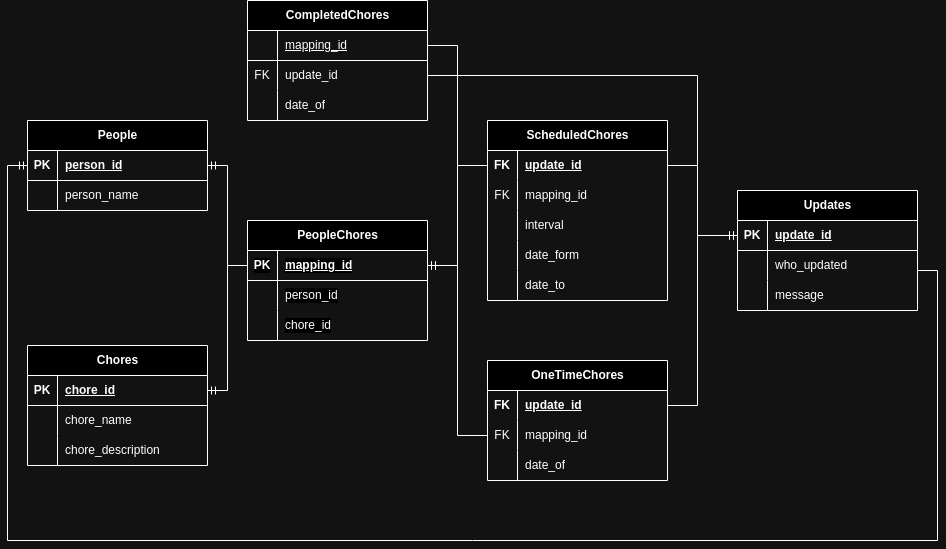 CompletedChores
mapping_id
FK update_id
date_of
People
PK person_id
person_name
ScheduledChores
FK update_id
FK mapping_id
interval
date_form
date_to
Updates
PK update_id
who_updated
message
PeopleChores
PK mapping_id
person_id
chore_id
Chores
PK chore_id
chore_name
chore_description
OneTimeChores
FK update_id
FK mapping_id
date_of